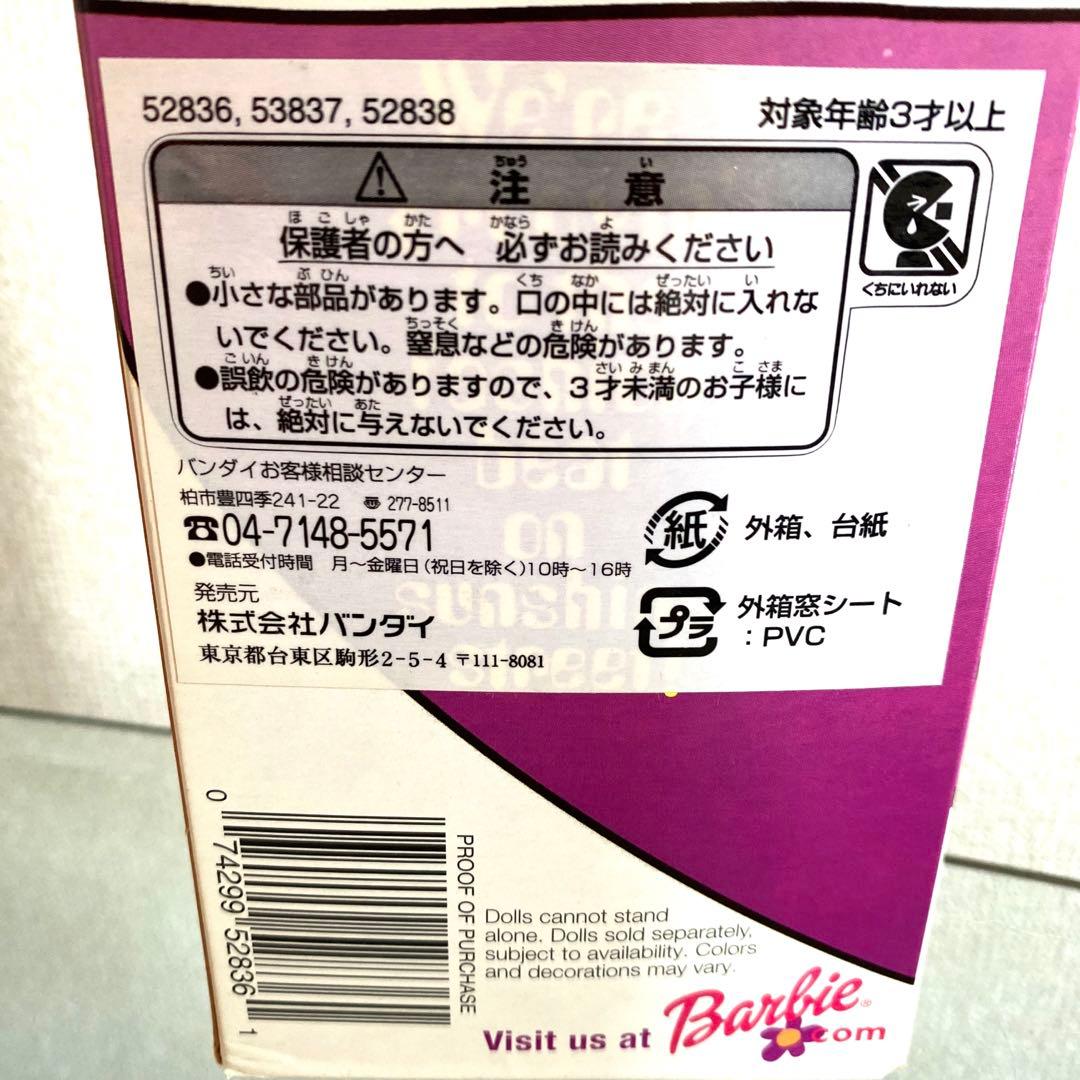 52836, 53837, 52838
対象年齢3才以上
注意
ちゅう い
保護者の方へ 必ずお読みください
ほ ご しゃ かた かなら よ
●小さな部品があります。口の中には絶対に入れな
ちい ぶ ひん くち なか ぜったい い
いでください。窒息などの危険があります。
ちっそく き けん
●誤飲の危険がありますので、3才未満のお子様に
ご いん き けん さい み まん こ さま
は、絶対に与えないでください。
ぜったい あた
くちにいれない
バンダイお客様相談センター
柏市豊四季241-22 〠 277-8511
☎04-7148-5571
●電話受付時間 月～金曜日(祝日を除く)10時～16時
発売元
株式会社バンダイ
東京都台東区駒形2-5-4 〒111-8081
紙 外箱、台紙
プラ 外箱窓シート
：PVC
on
sunshi
street
0 74299 52836 1
PROOF OF PURCHASE
Dolls cannot stand
alone. Dolls sold separately,
subject to availability. Colors
and decorations may vary.
Visit us at Barbie®.com